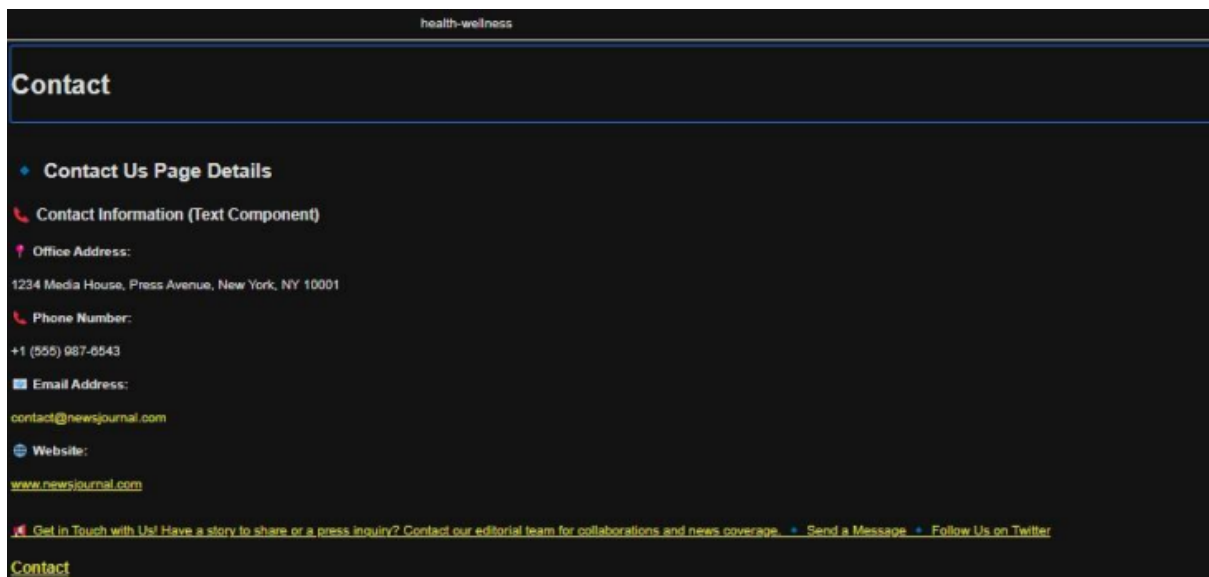 health-wellness
Contact
Contact Us Page Details
Contact Information (Text Component)
Office Address:
1234 Media House, Press Avenue, New York, NY 10001
Phone Number:
+1 (555) 987-6543
Email Address:
contact@newsjournal.com
Website:
www.newsjournal.com
Get in Touch with Us! Have a story to share or a press inquiry? Contact our editorial team for collaborations and news coverage. Send a Message Follow Us on Twitter
Contact